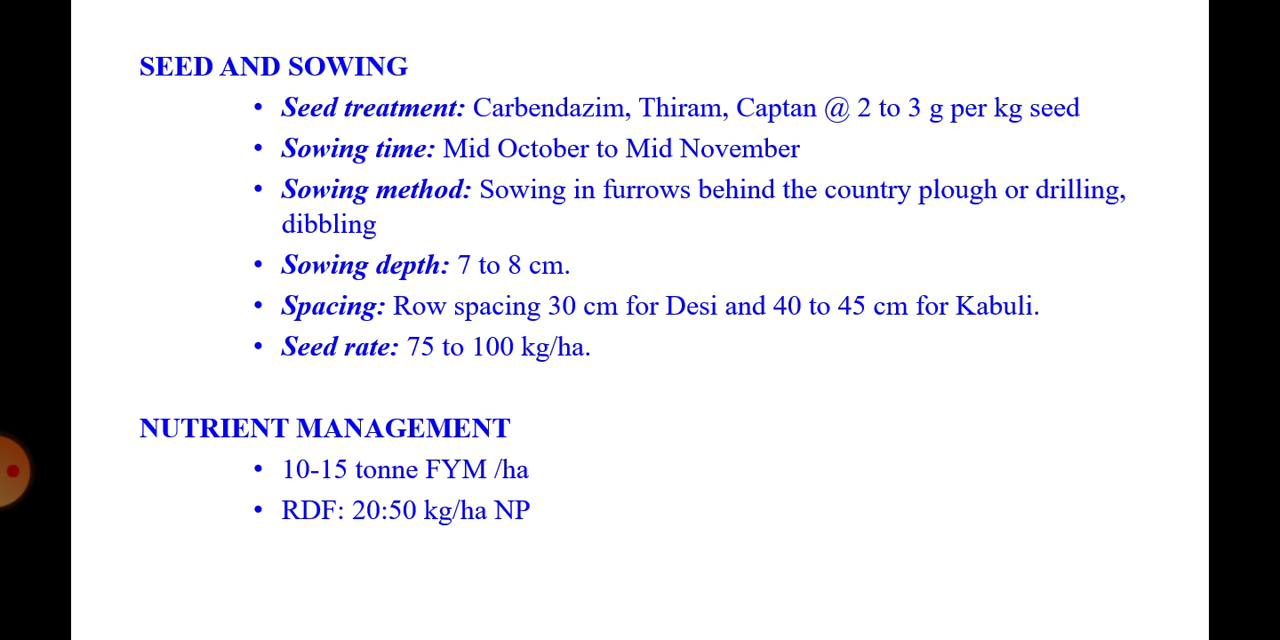 SEED AND SOWING
• Seed treatment: Carbendazim, Thiram, Captan @ 2 to 3 g per kg seed
• Sowing time: Mid October to Mid November
• Sowing method: Sowing in furrows behind the country plough or drilling,
dibbling
• Sowing depth: 7 to 8 cm.
• Spacing: Row spacing 30 cm for Desi and 40 to 45 cm for Kabuli.
• Seed rate: 75 to 100 kg/ha.
NUTRIENT MANAGEMENT
• 10-15 tonne FYM /ha
• RDF: 20:50 kg/ha NP